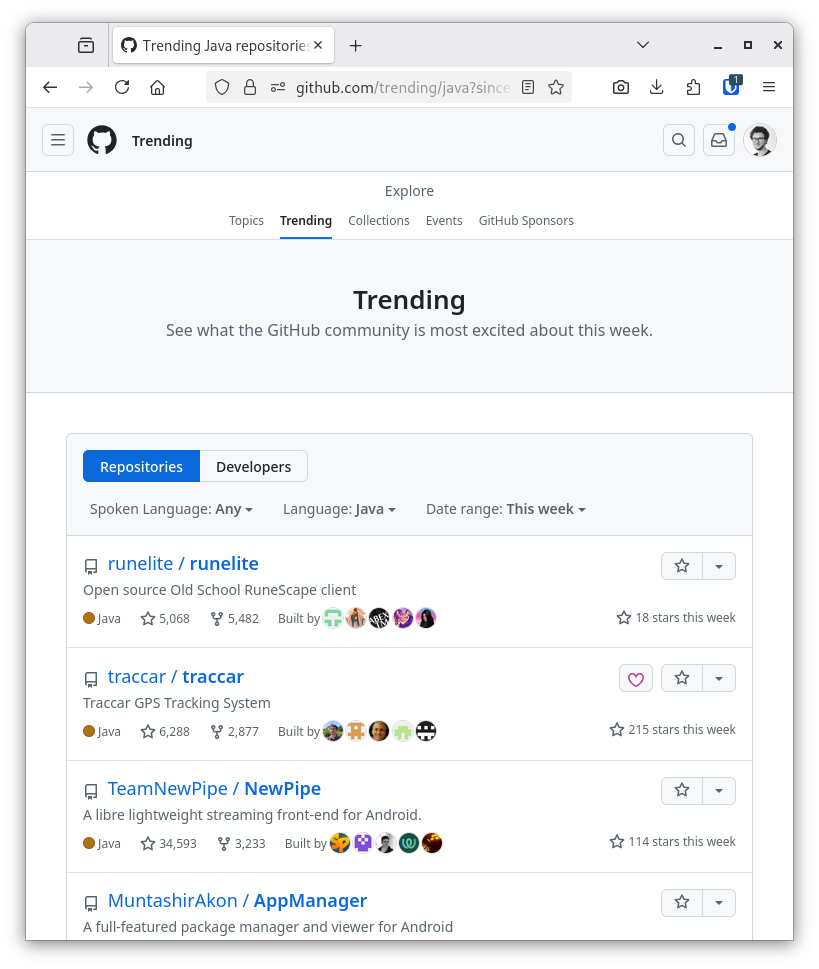 Trending Java repositories
github.com/trending/java?since
1
Trending
Explore
Topics Trending Collections Events GitHub Sponsors
Trending
See what the GitHub community is most excited about this week.
Repositories Developers
Spoken Language: Any Language: Java Date range: This week
runelite / runelite
Open source Old School RuneScape client
Java 5,068 5,482 Built by 18 stars this week
traccar / traccar
Traccar GPS Tracking System
Java 6,288 2,877 Built by 215 stars this week
TeamNewPipe / NewPipe
A libre lightweight streaming front-end for Android.
Java 34,593 3,233 Built by 114 stars this week
MuntashirAkon / AppManager
A full-featured package manager and viewer for Android